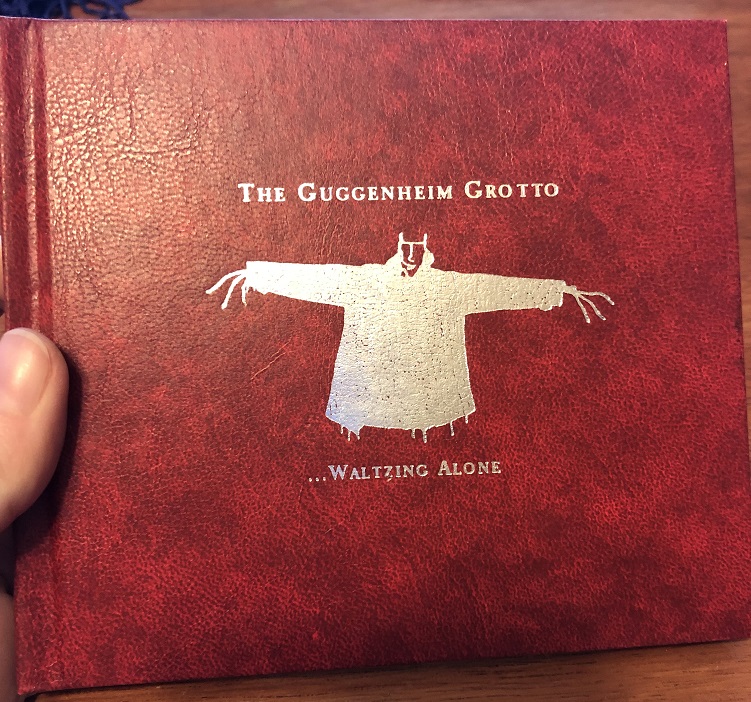 The Guggenheim Grotto
...Waltzing Alone